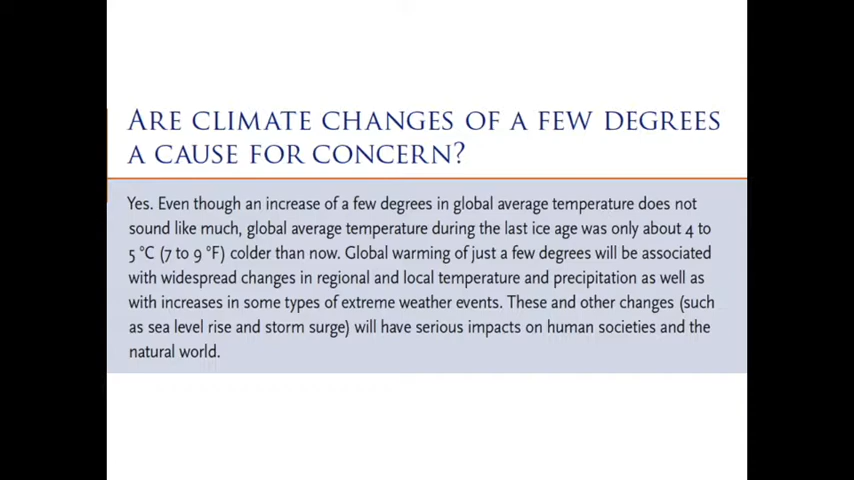 ARE CLIMATE CHANGES OF A FEW DEGREES
A CAUSE FOR CONCERN?
Yes. Even though an increase of a few degrees in global average temperature does not
sound like much, global average temperature during the last ice age was only about 4 to
5 °C (7 to 9 °F) colder than now. Global warming of just a few degrees will be associated
with widespread changes in regional and local temperature and precipitation as well as
with increases in some types of extreme weather events. These and other changes (such
as sea level rise and storm surge) will have serious impacts on human societies and the
natural world.